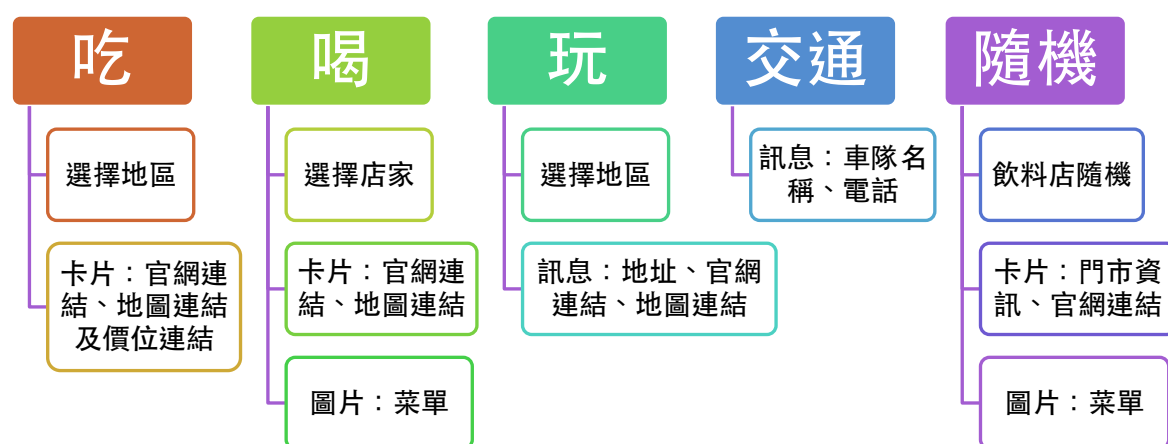 吃
選擇地區
卡片：官網連
結、地圖連結
及價位連結
喝
選擇店家
卡片：官網連
結、地圖連結
圖片：菜單
玩
選擇地區
訊息：地址、官網
連結、地圖連結
交通
訊息：車隊名
稱、電話
隨機
飲料店隨機
卡片：門市資
訊、官網連結
圖片：菜單